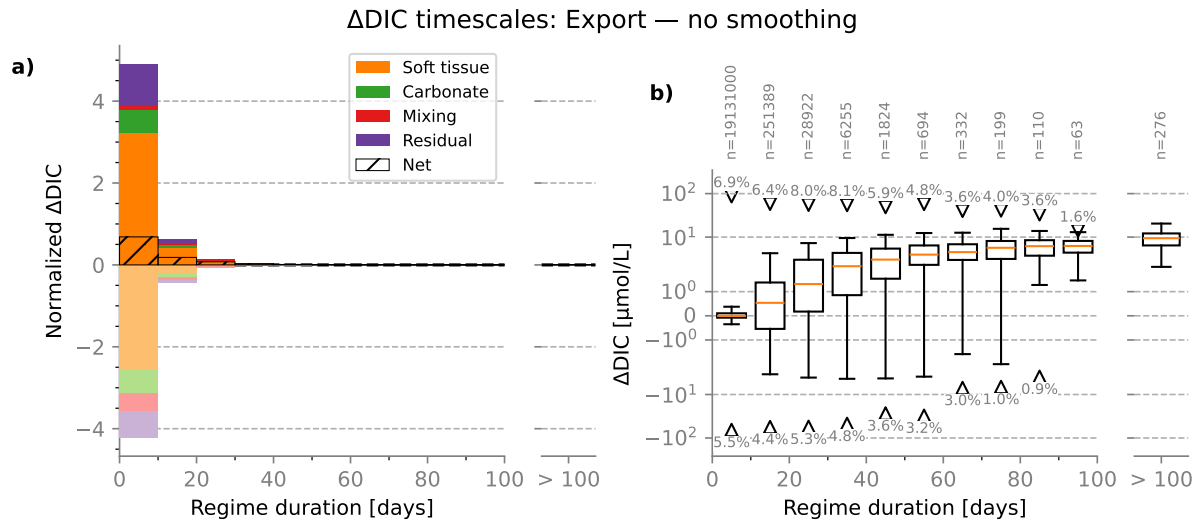 ΔDIC timescales: Export — no smoothing
a)
Normalized ΔDIC
4
2
0
−2
−4
Soft tissue
Carbonate
Mixing
Residual
Net
0 20 40 60 80 100 > 100
Regime duration [days]
b)
n=19131000
n=251389
n=28922
n=6255
n=1824
n=694
n=332
n=199
n=110
n=63
n=276
ΔDIC [μmol/L]
10²
10¹
10⁰
0
−10⁰
−10¹
−10²
6.9% 6.4% 8.0% 8.1% 5.9% 4.8% 3.6% 4.0% 3.6% 1.6%
5.5% 4.4% 5.3% 4.8% 3.6% 3.2% 3.0% 1.0% 0.9%
0 20 40 60 80 100 > 100
Regime duration [days]